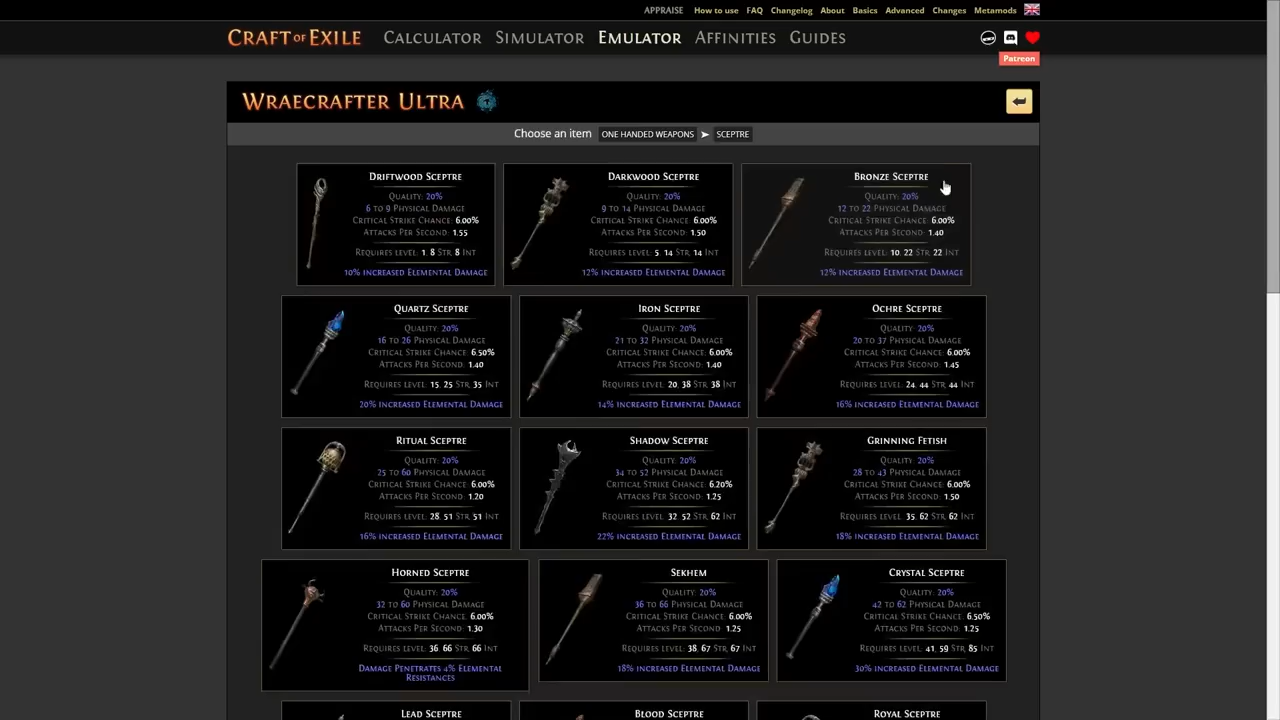 APPRAISE How to use FAQ Changelog About Basics Advanced Changes Metamods
CRAFT OF EXILE CALCULATOR SIMULATOR EMULATOR AFFINITIES GUIDES
Patreon
WRAECRAFTER ULTRA
Choose an item ONE HANDED WEAPONS SCEPTRE
DRIFTWOOD SCEPTRE
QUALITY: 20%
6 TO 9 PHYSICAL DAMAGE
CRITICAL STRIKE CHANCE: 6.00%
ATTACKS PER SECOND: 1.55
REQUIRES LEVEL: 1, 8 STR, 8 INT
10% INCREASED ELEMENTAL DAMAGE
DARKWOOD SCEPTRE
QUALITY: 20%
9 TO 14 PHYSICAL DAMAGE
CRITICAL STRIKE CHANCE: 6.00%
ATTACKS PER SECOND: 1.50
REQUIRES LEVEL: 5, 14 STR, 14 INT
12% INCREASED ELEMENTAL DAMAGE
BRONZE SCEPTRE
QUALITY: 20%
12 TO 22 PHYSICAL DAMAGE
CRITICAL STRIKE CHANCE: 6.00%
ATTACKS PER SECOND: 1.40
REQUIRES LEVEL: 10, 22 STR, 22 INT
12% INCREASED ELEMENTAL DAMAGE
QUARTZ SCEPTRE
QUALITY: 20%
16 TO 26 PHYSICAL DAMAGE
CRITICAL STRIKE CHANCE: 6.50%
ATTACKS PER SECOND: 1.40
REQUIRES LEVEL: 15, 25 STR, 35 INT
20% INCREASED ELEMENTAL DAMAGE
IRON SCEPTRE
QUALITY: 20%
21 TO 32 PHYSICAL DAMAGE
CRITICAL STRIKE CHANCE: 6.00%
ATTACKS PER SECOND: 1.40
REQUIRES LEVEL: 20, 38 STR, 38 INT
14% INCREASED ELEMENTAL DAMAGE
OCHRE SCEPTRE
QUALITY: 20%
20 TO 37 PHYSICAL DAMAGE
CRITICAL STRIKE CHANCE: 6.00%
ATTACKS PER SECOND: 1.45
REQUIRES LEVEL: 24, 44 STR, 44 INT
16% INCREASED ELEMENTAL DAMAGE
RITUAL SCEPTRE
QUALITY: 20%
25 TO 60 PHYSICAL DAMAGE
CRITICAL STRIKE CHANCE: 6.00%
ATTACKS PER SECOND: 1.20
REQUIRES LEVEL: 28, 51 STR, 51 INT
16% INCREASED ELEMENTAL DAMAGE
SHADOW SCEPTRE
QUALITY: 20%
34 TO 52 PHYSICAL DAMAGE
CRITICAL STRIKE CHANCE: 6.20%
ATTACKS PER SECOND: 1.25
REQUIRES LEVEL: 32, 52 STR, 62 INT
22% INCREASED ELEMENTAL DAMAGE
GRINNING FETISH
QUALITY: 20%
28 TO 43 PHYSICAL DAMAGE
CRITICAL STRIKE CHANCE: 6.00%
ATTACKS PER SECOND: 1.50
REQUIRES LEVEL: 35, 62 STR, 62 INT
18% INCREASED ELEMENTAL DAMAGE
HORNED SCEPTRE
QUALITY: 20%
32 TO 60 PHYSICAL DAMAGE
CRITICAL STRIKE CHANCE: 6.00%
ATTACKS PER SECOND: 1.30
REQUIRES LEVEL: 36, 66 STR, 66 INT
DAMAGE PENETRATES 4% ELEMENTAL
RESISTANCES
SEKHEM
QUALITY: 20%
36 TO 66 PHYSICAL DAMAGE
CRITICAL STRIKE CHANCE: 6.00%
ATTACKS PER SECOND: 1.25
REQUIRES LEVEL: 38, 67 STR, 67 INT
18% INCREASED ELEMENTAL DAMAGE
CRYSTAL SCEPTRE
QUALITY: 20%
42 TO 62 PHYSICAL DAMAGE
CRITICAL STRIKE CHANCE: 6.50%
ATTACKS PER SECOND: 1.25
REQUIRES LEVEL: 41, 59 STR, 85 INT
30% INCREASED ELEMENTAL DAMAGE
LEAD SCEPTRE
BLOOD SCEPTRE
ROYAL SCEPTRE